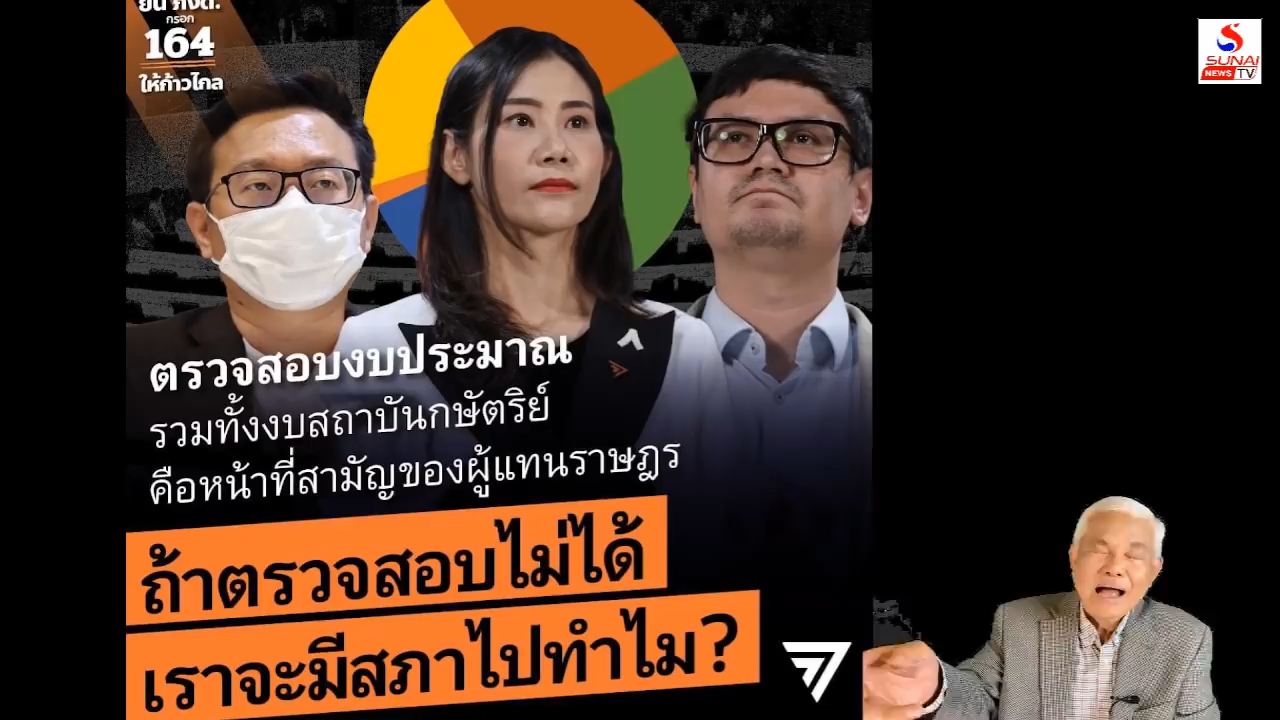 ยื่น ภงด.
กรอก
164
ให้ก้าวไกล
SUNAI
NEWS TV
ตรวจสอบงบประมาณ
รวมทั้งงบสถาบันกษัตริย์
คือหน้าที่สามัญของผู้แทนราษฎร
ถ้าตรวจสอบไม่ได้
เราจะมีสภาไปทำไม?